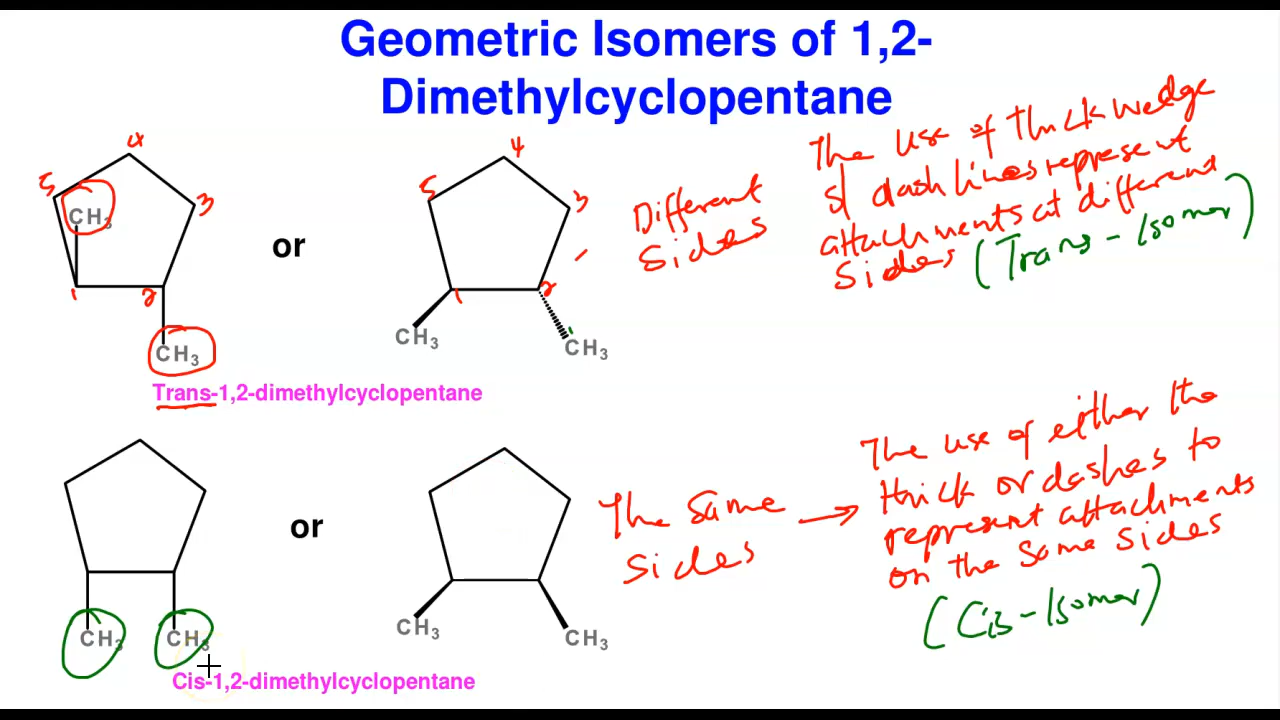 Geometric Isomers of 1,2-
Dimethylcyclopentane
4
5
CH3
3
1
2
CH3
or
4
5
3
1
2
CH3
CH3
Different
Sides
The use of thick wedge
& dash lines represent
attachments at different
sides (Trans-Isomer)
Trans-1,2-dimethylcyclopentane
CH3
CH3
or
CH3
CH3
The same
sides
The use of either the
thick or dashes to
represent attachments
on the same sides
(Cis-Isomer)
Cis-1,2-dimethylcyclopentane